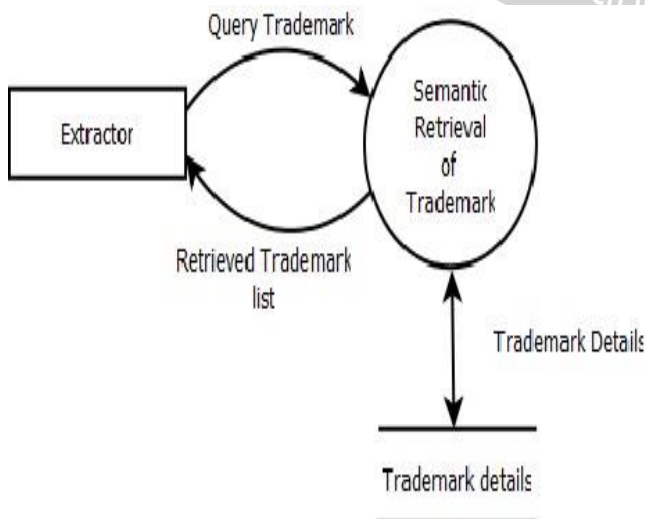 Query Trademark
Extractor
Semantic
Retrieval
of
Trademark
Retrieved Trademark
list
Trademark Details
Trademark details